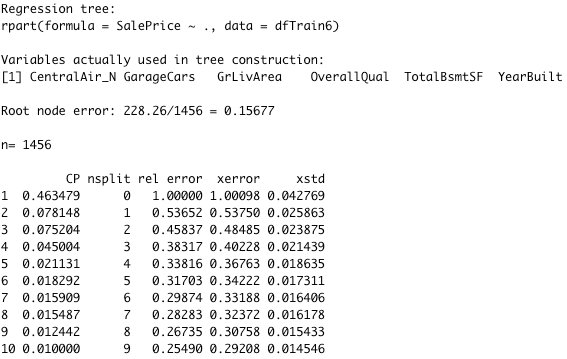 Regression tree:
rpart(formula = SalePrice ~ ., data = dfTrain6)
Variables actually used in tree construction:
[1] CentralAir_N GarageCars   GrLivArea    OverallQual  TotalBsmtSF  YearBuilt
Root node error: 228.26/1456 = 0.15677
n= 1456
         CP nsplit rel error  xerror     xstd
1  0.463479      0   1.00000 1.00098 0.042769
2  0.078148      1   0.53652 0.53750 0.025863
3  0.075204      2   0.45837 0.48485 0.023875
4  0.045004      3   0.38317 0.40228 0.021439
5  0.021131      4   0.33816 0.36763 0.018635
6  0.018292      5   0.31703 0.34222 0.017311
7  0.015909      6   0.29874 0.33188 0.016406
8  0.015487      7   0.28283 0.32372 0.016178
9  0.012442      8   0.26735 0.30758 0.015433
10 0.010000      9   0.25490 0.29208 0.014546